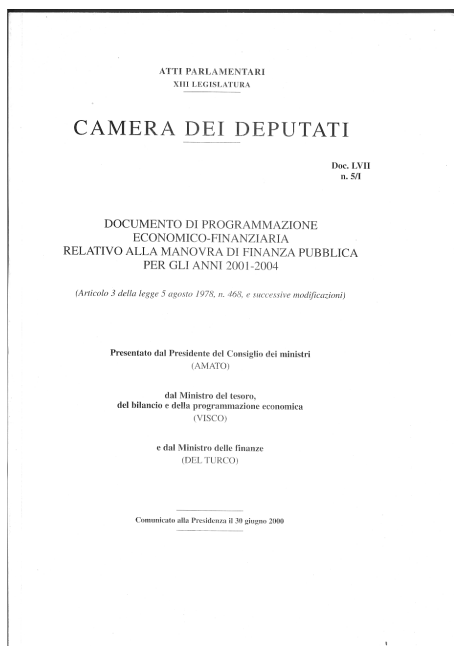 ATTI PARLAMENTARI
XIII LEGISLATURA
CAMERA DEI DEPUTATI
Doc. LVII
n. 5/I
DOCUMENTO DI PROGRAMMAZIONE
ECONOMICO-FINANZIARIA
RELATIVO ALLA MANOVRA DI FINANZA PUBBLICA
PER GLI ANNI 2001-2004
(Articolo 3 della legge 5 agosto 1978, n. 468, e successive modificazioni)
Presentato dal Presidente del Consiglio dei ministri
(AMATO)
dal Ministro del tesoro,
del bilancio e della programmazione economica
(VISCO)
e dal Ministro delle finanze
(DEL TURCO)
Comunicato alla Presidenza il 30 giugno 2000